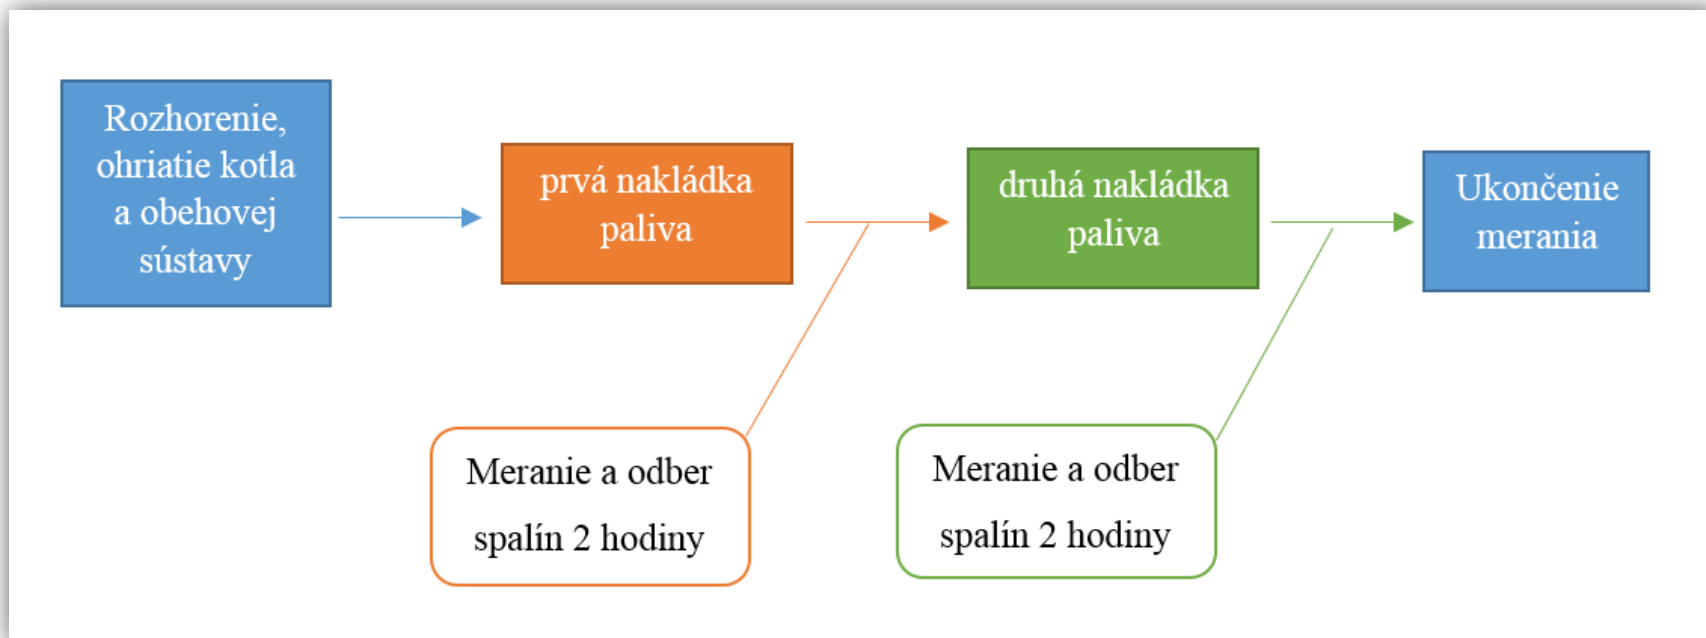 Rozhorenie,
ohriatie kotla
a obehovej
sústavy
prvá nakládka
paliva
druhá nakládka
paliva
Ukončenie
merania
Meranie a odber
spalín 2 hodiny
Meranie a odber
spalín 2 hodiny